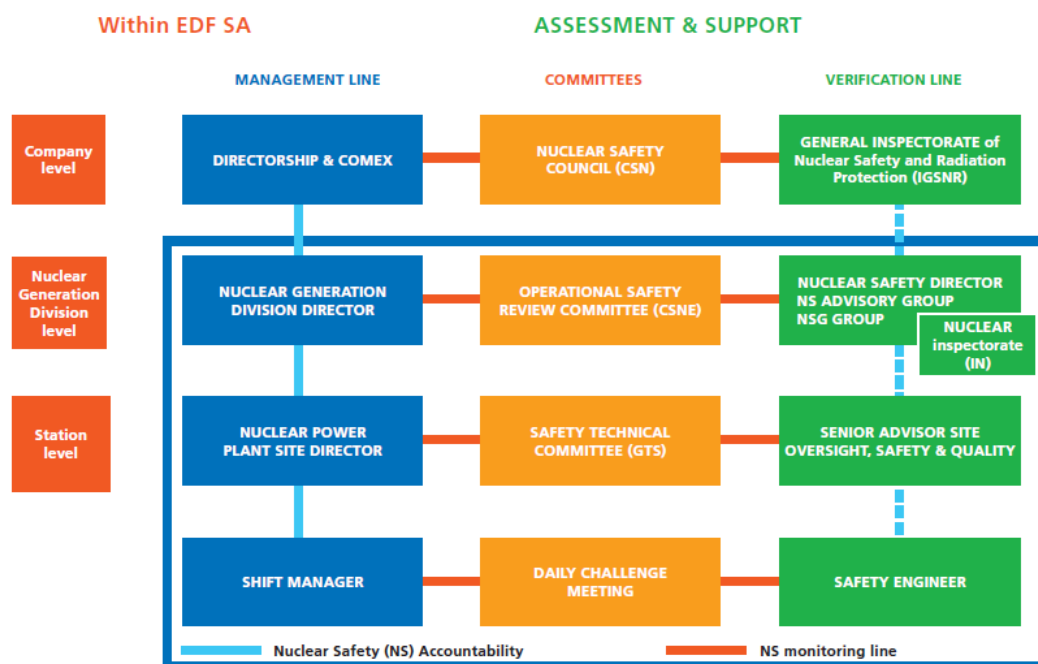 Within EDF SA
ASSESSMENT & SUPPORT
MANAGEMENT LINE
COMMITTEES
VERIFICATION LINE
Company
level
DIRECTORSHIP & COMEX
NUCLEAR SAFETY
COUNCIL (CSN)
GENERAL INSPECTORATE of
Nuclear Safety and Radiation
Protection (IGSNR)
Nuclear
Generation
Division
level
NUCLEAR GENERATION
DIVISION DIRECTOR
OPERATIONAL SAFETY
REVIEW COMMITTEE (CSNE)
NUCLEAR SAFETY DIRECTOR
NS ADVISORY GROUP
NSG GROUP
NUCLEAR
inspectorate
(IN)
Station
level
NUCLEAR POWER
PLANT SITE DIRECTOR
SAFETY TECHNICAL
COMMITTEE (GTS)
SENIOR ADVISOR SITE
OVERSIGHT, SAFETY & QUALITY
SHIFT MANAGER
DAILY CHALLENGE
MEETING
SAFETY ENGINEER
Nuclear Safety (NS) Accountability
NS monitoring line